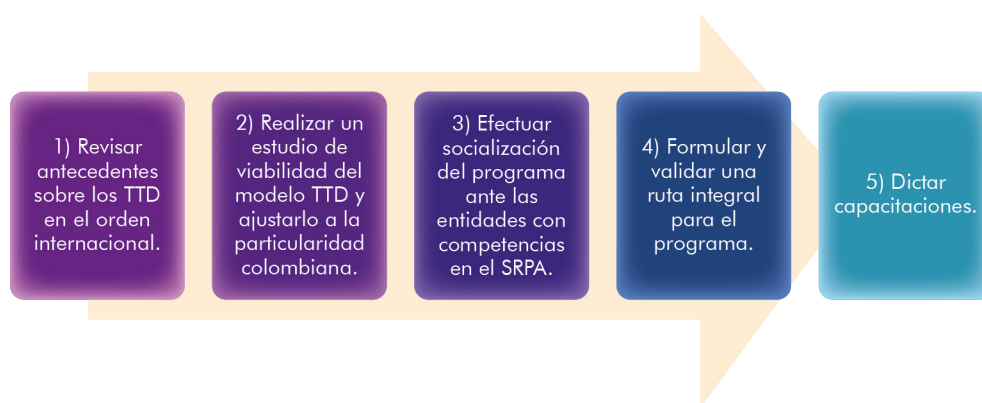 1) Revisar
antecedentes
sobre los TTD
en el orden
internacional.
2) Realizar un
estudio de
viabilidad del
modelo TTD y
ajustarlo a la
particularidad
colombiana.
3) Efectuar
socialización
del programa
ante las
entidades con
competencias
en el SRPA.
4) Formular y
validar una
ruta integral
para el
programa.
5) Dictar
capacitaciones.